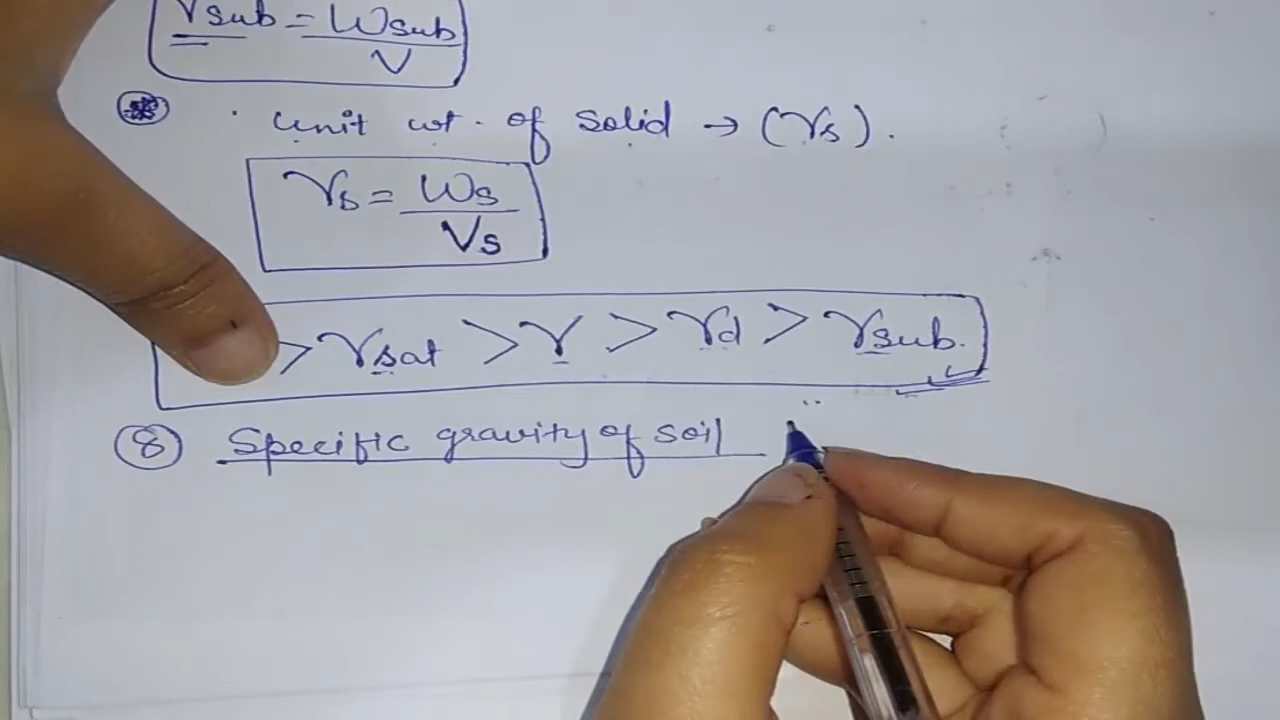 γsub = Wsub / V
unit wt. of solid → (γs).
γs = Ws / Vs
> γsat > γ > γd > γsub.
8 Specific gravity of soil